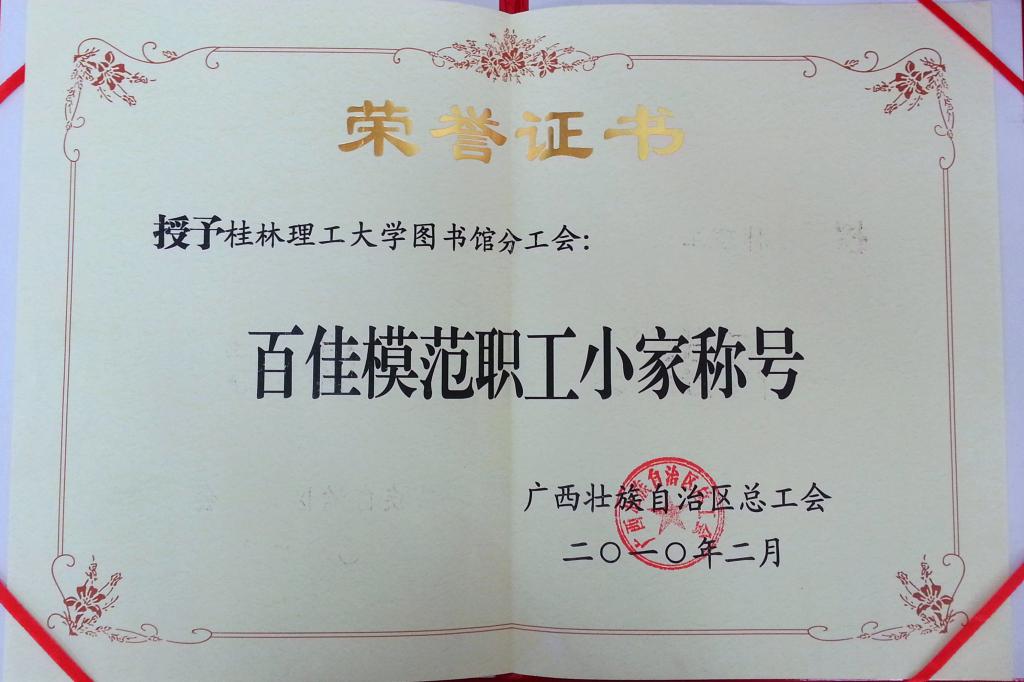 荣誉证书
授予桂林理工大学图书馆分工会:
百佳模范职工小家称号
广西壮族自治区总工会
二〇一〇年二月